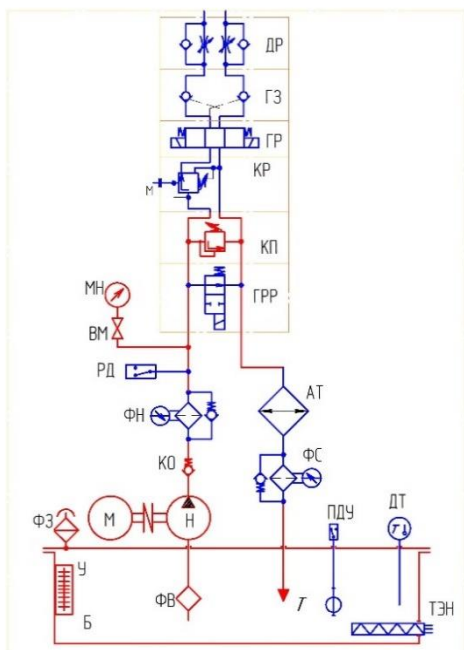 ДР
ГЗ
ГР
КР
М
КП
ГРР
МН
ВМ
РД
АТ
ФН
ФС
КО
ФЗ
М
Н
ПДУ
ДТ
Т
У
Б
ФВ
Т
ТЭН